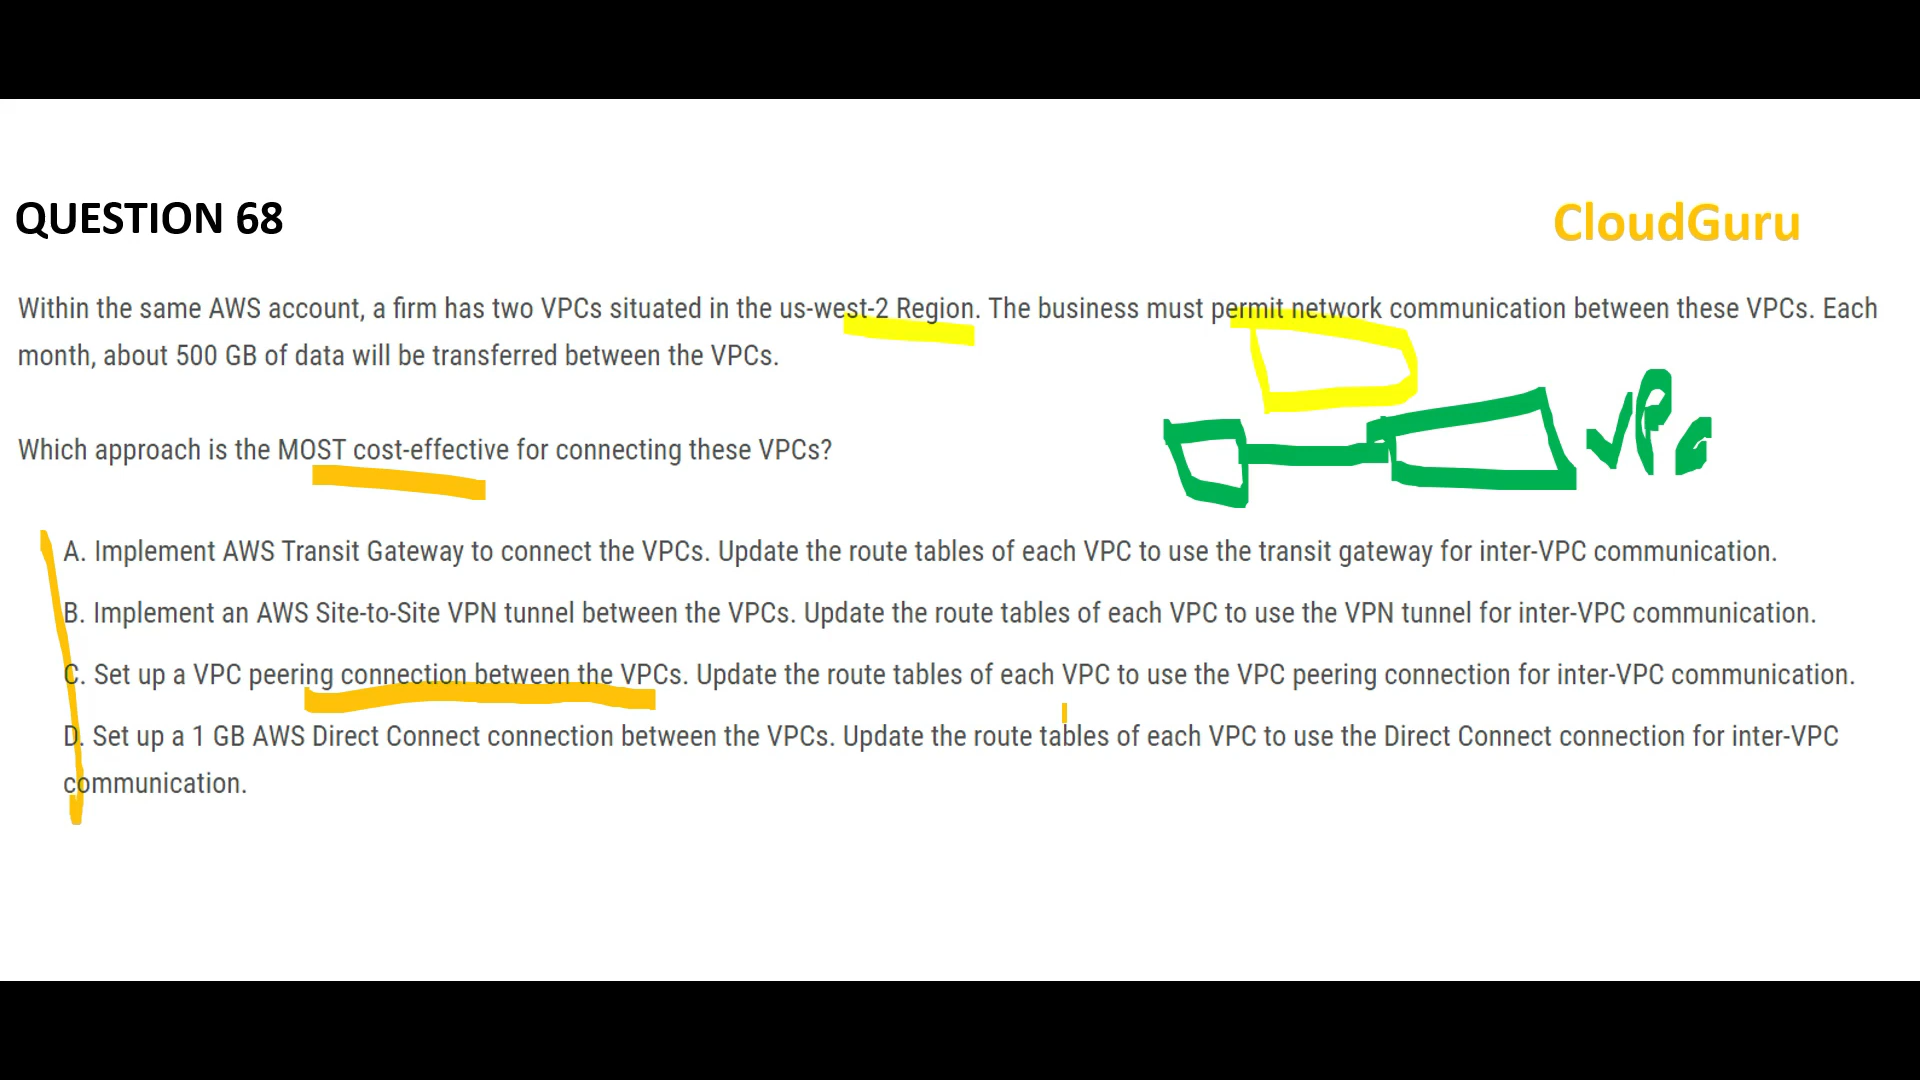 QUESTION 68
CloudGuru
Within the same AWS account, a firm has two VPCs situated in the us-west-2 Region. The business must permit network communication between these VPCs. Each
month, about 500 GB of data will be transferred between the VPCs.
VPC
Which approach is the MOST cost-effective for connecting these VPCs?
A. Implement AWS Transit Gateway to connect the VPCs. Update the route tables of each VPC to use the transit gateway for inter-VPC communication.
B. Implement an AWS Site-to-Site VPN tunnel between the VPCs. Update the route tables of each VPC to use the VPN tunnel for inter-VPC communication.
C. Set up a VPC peering connection between the VPCs. Update the route tables of each VPC to use the VPC peering connection for inter-VPC communication.
D. Set up a 1 GB AWS Direct Connect connection between the VPCs. Update the route tables of each VPC to use the Direct Connect connection for inter-VPC
communication.